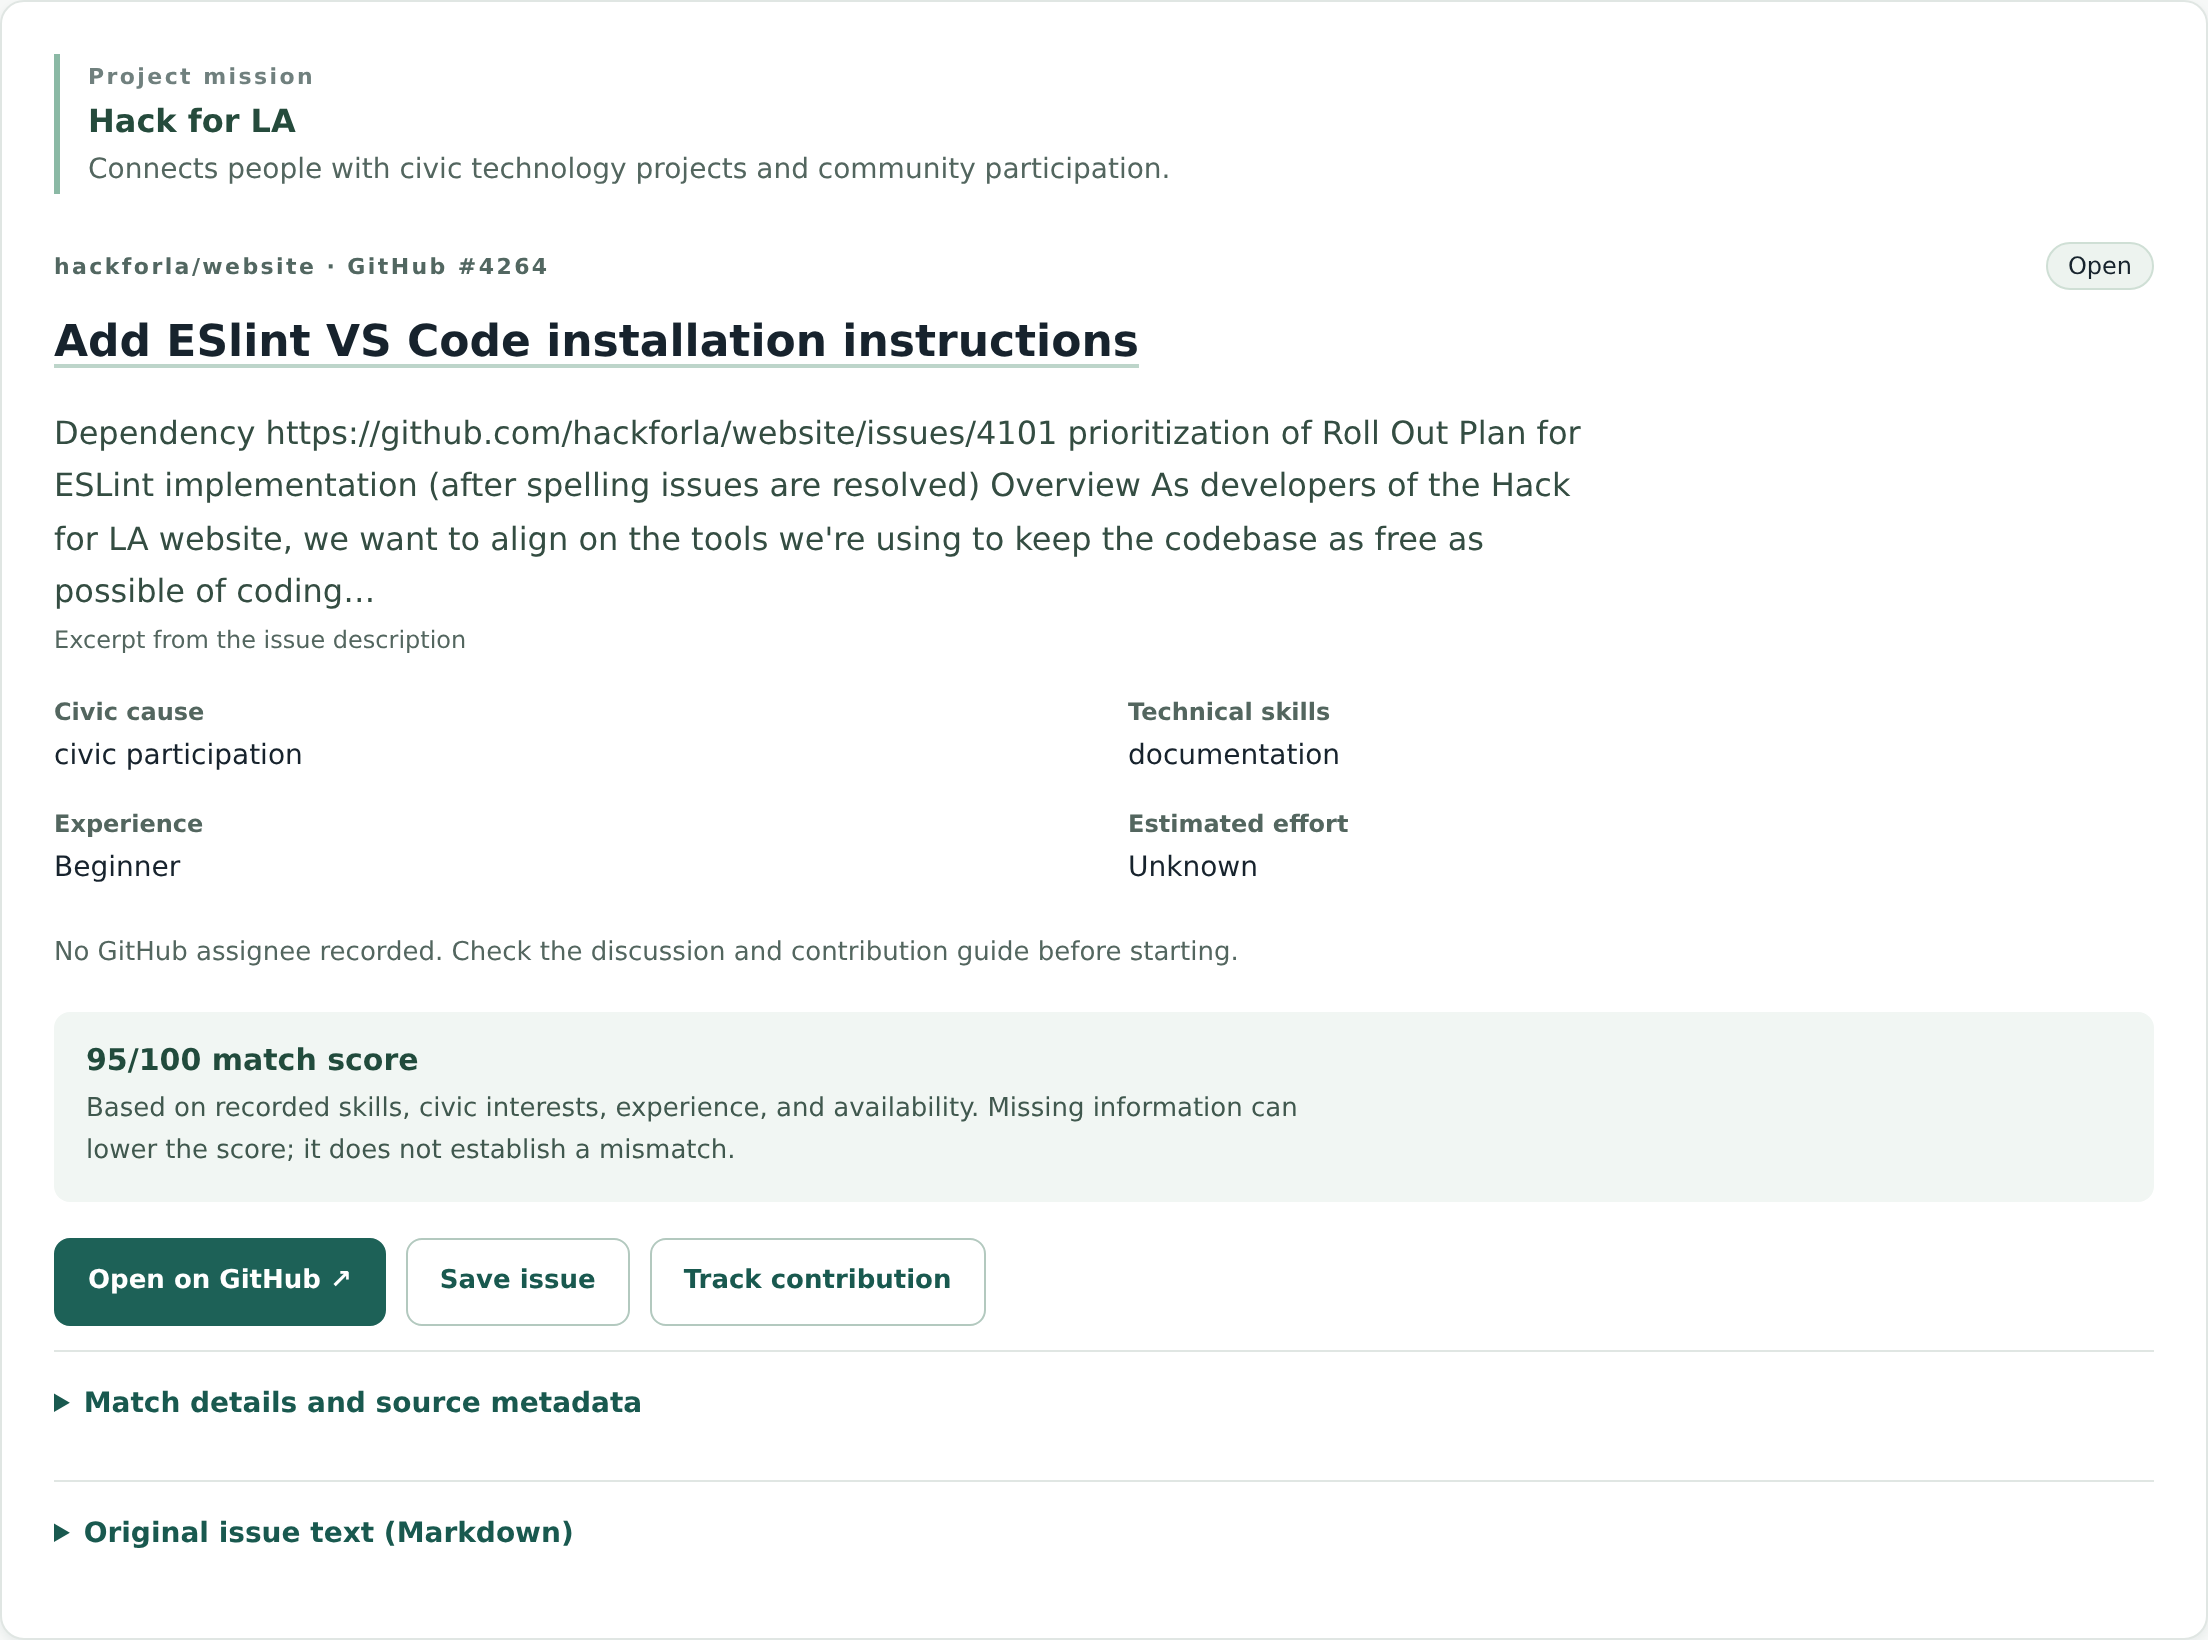 Project mission
Hack for LA
Connects people with civic technology projects and community participation.
hackforla/website · GitHub #4264
Open
Add ESlint VS Code installation instructions
Dependency https://github.com/hackforla/website/issues/4101 prioritization of Roll Out Plan for
ESLint implementation (after spelling issues are resolved) Overview As developers of the Hack
for LA website, we want to align on the tools we're using to keep the codebase as free as
possible of coding…
Excerpt from the issue description
Civic cause
civic participation
Technical skills
documentation
Experience
Beginner
Estimated effort
Unknown
No GitHub assignee recorded. Check the discussion and contribution guide before starting.
95/100 match score
Based on recorded skills, civic interests, experience, and availability. Missing information can
lower the score; it does not establish a mismatch.
Open on GitHub ↗
Save issue
Track contribution
▶ Match details and source metadata
▶ Original issue text (Markdown)